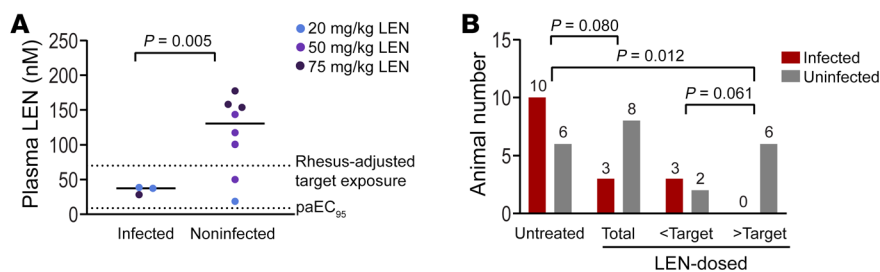 A
P = 0.005
20 mg/kg LEN
50 mg/kg LEN
75 mg/kg LEN
Plasma LEN (nM)
250
200
150
100
50
0
Rhesus-adjusted
target exposure
paEC95
Infected
Noninfected
B
P = 0.080
P = 0.012
P = 0.061
Infected
Uninfected
Animal number
15
10
5
0
10
6
3
8
3
2
0
6
Untreated
Total
<Target
>Target
LEN-dosed